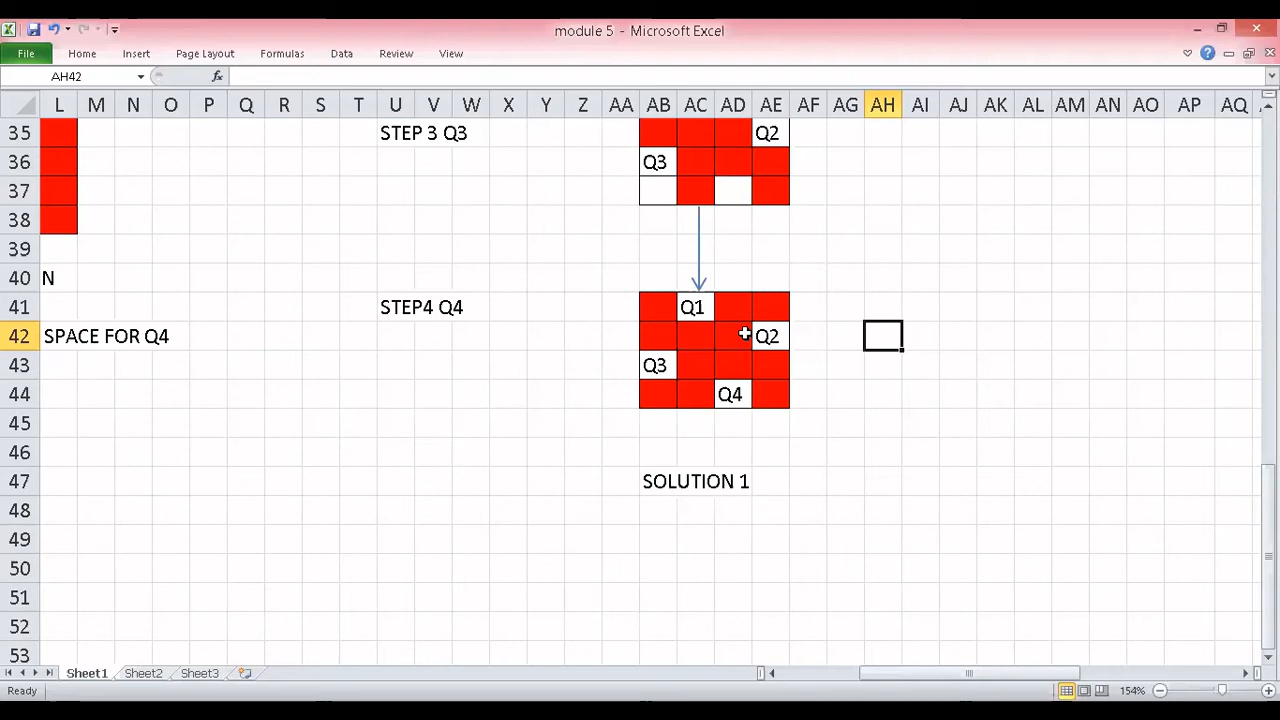 module 5 - Microsoft Excel
File Home Insert Page Layout Formulas Data Review View
AH42 fx
L M N O P Q R S T U V W X Y Z AA AB AC AD AE AF AG AH AI AJ AK AL AM AN AO AP AQ
35 STEP 3 Q3 Q2
36 Q3
37
38
39
40 N
41 STEP4 Q4 Q1
42 SPACE FOR Q4 Q2
43 Q3
44 Q4
45
46
47 SOLUTION 1
48
49
50
51
52
53
Sheet1 Sheet2 Sheet3
Ready 154%